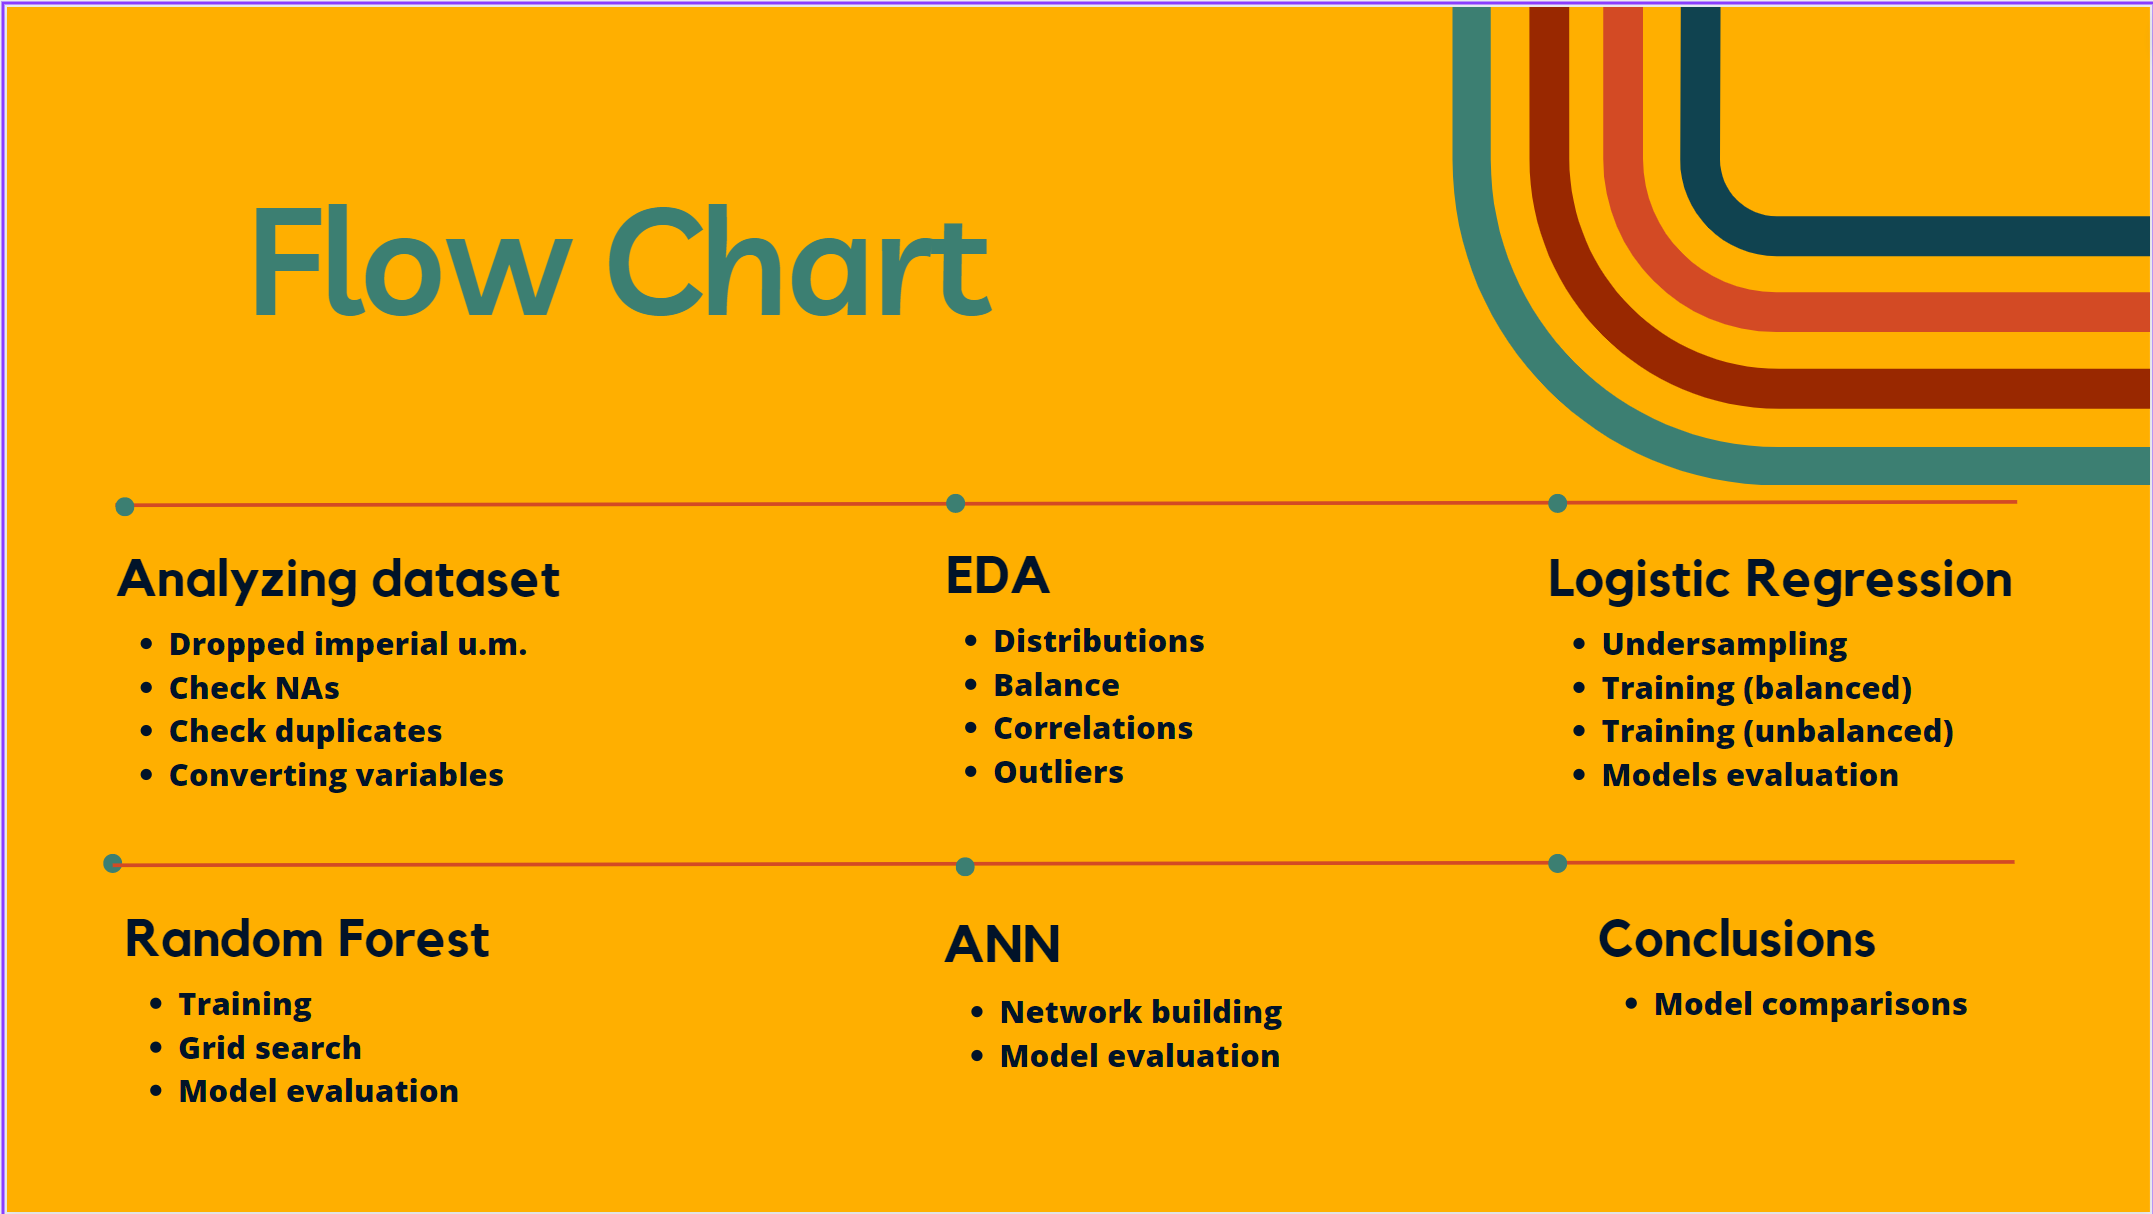 Flow Chart
Analyzing dataset
• Dropped imperial u.m.
• Check NAs
• Check duplicates
• Converting variables
EDA
• Distributions
• Balance
• Correlations
• Outliers
Logistic Regression
• Undersampling
• Training (balanced)
• Training (unbalanced)
• Models evaluation
Random Forest
• Training
• Grid search
• Model evaluation
ANN
• Network building
• Model evaluation
Conclusions
• Model comparisons